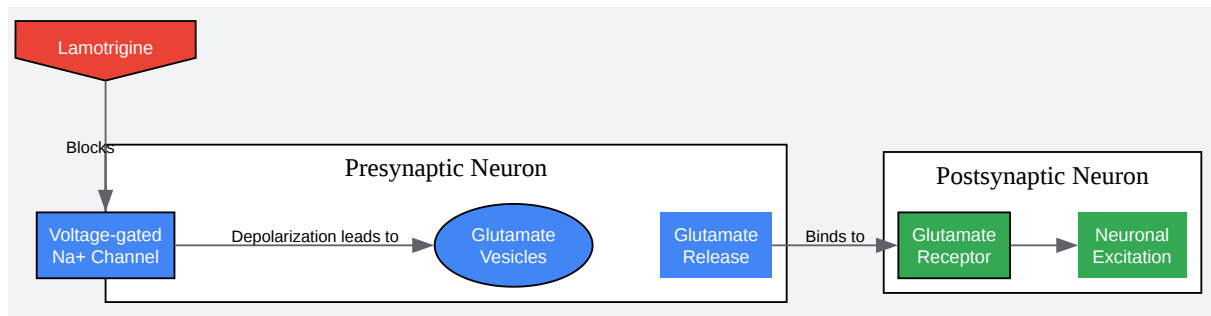 Lamotrigine
Blocks
Presynaptic Neuron
Postsynaptic Neuron
Voltage-gated
Na+ Channel
Depolarization leads to
Glutamate
Vesicles
Glutamate
Release
Binds to
Glutamate
Receptor
Neuronal
Excitation